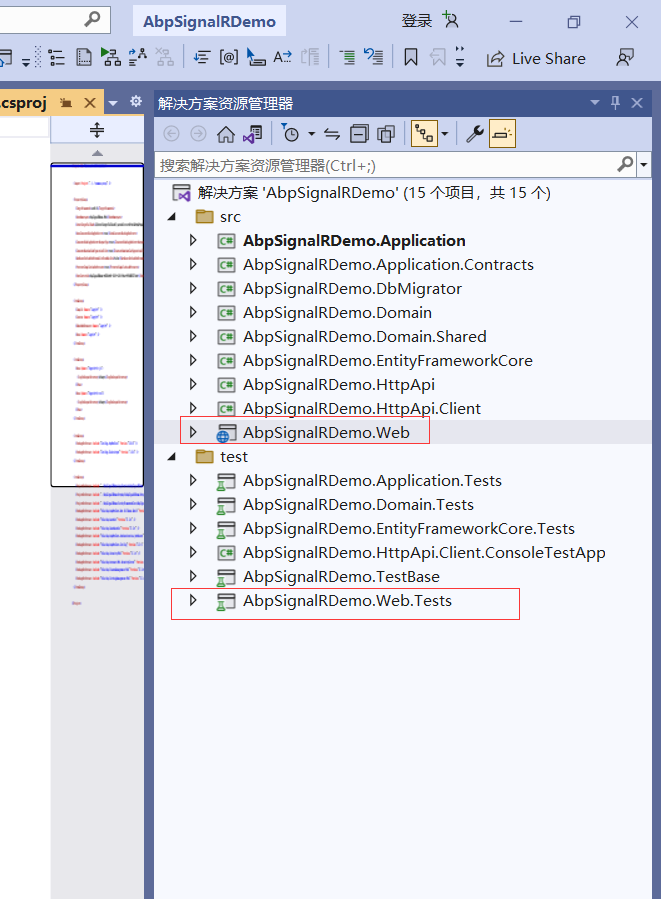 AbpSignalRDemo
登录
Live Share
.csproj
解决方案资源管理器
搜索解决方案资源管理器(Ctrl+;)
解决方案 'AbpSignalRDemo' (15 个项目，共 15 个)
src
AbpSignalRDemo.Application
AbpSignalRDemo.Application.Contracts
AbpSignalRDemo.DbMigrator
AbpSignalRDemo.Domain
AbpSignalRDemo.Domain.Shared
AbpSignalRDemo.EntityFrameworkCore
AbpSignalRDemo.HttpApi
AbpSignalRDemo.HttpApi.Client
AbpSignalRDemo.Web
test
AbpSignalRDemo.Application.Tests
AbpSignalRDemo.Domain.Tests
AbpSignalRDemo.EntityFrameworkCore.Tests
AbpSignalRDemo.HttpApi.Client.ConsoleTestApp
AbpSignalRDemo.TestBase
AbpSignalRDemo.Web.Tests